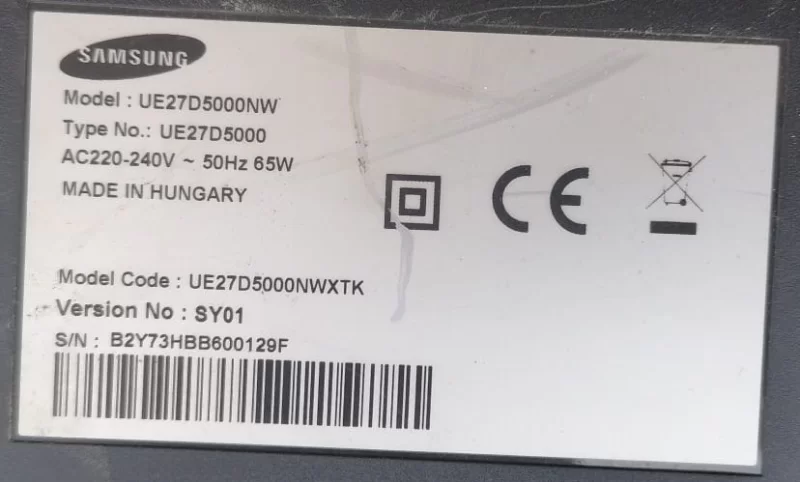 SAMSUNG
Model : UE27D5000NW
Type No.: UE27D5000
AC220-240V ~ 50Hz 65W
MADE IN HUNGARY
CE
Model Code : UE27D5000NWXTK
Version No : SY01
S/N : B2Y73HBB600129F